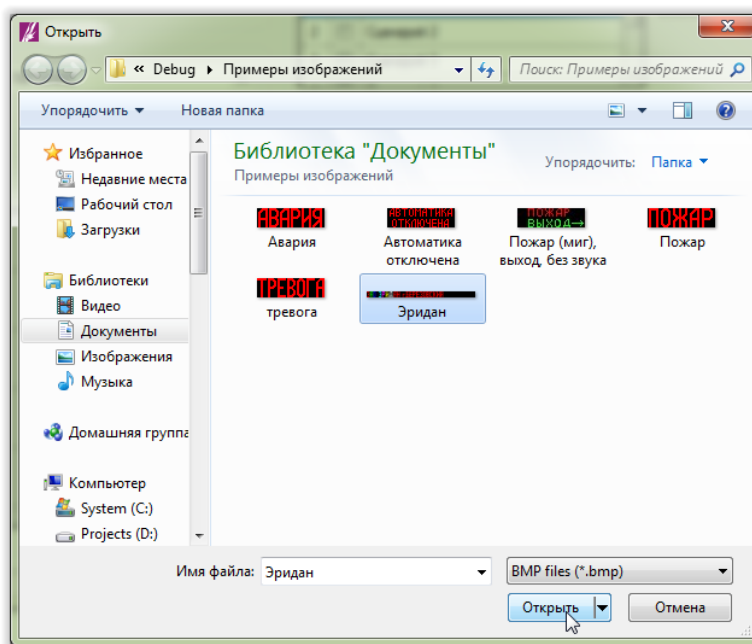 Открыть
2 Сценарий 2
« Debug ▸ Примеры изображений
Поиск: Примеры изображений
Упорядочить
Новая папка
Избранное
Недавние места
Рабочий стол
Загрузки
Библиотеки
Видео
Документы
Изображения
Музыка
Домашняя группа
Компьютер
System (C:)
Projects (D:)
Библиотека "Документы"
Примеры изображений
Упорядочить: Папка
АВАРИЯ
Авария
АВТОМАТИКА
ОТКЛЮЧЕНА
Автоматика
отключена
ПОЖАР
ВЫХОД→
Пожар (миг),
выход, без звука
ПОЖАР
Пожар
ТРЕВОГА
тревога
Эридан
Имя файла: Эридан
BMP files (*.bmp)
Открыть
Отмена